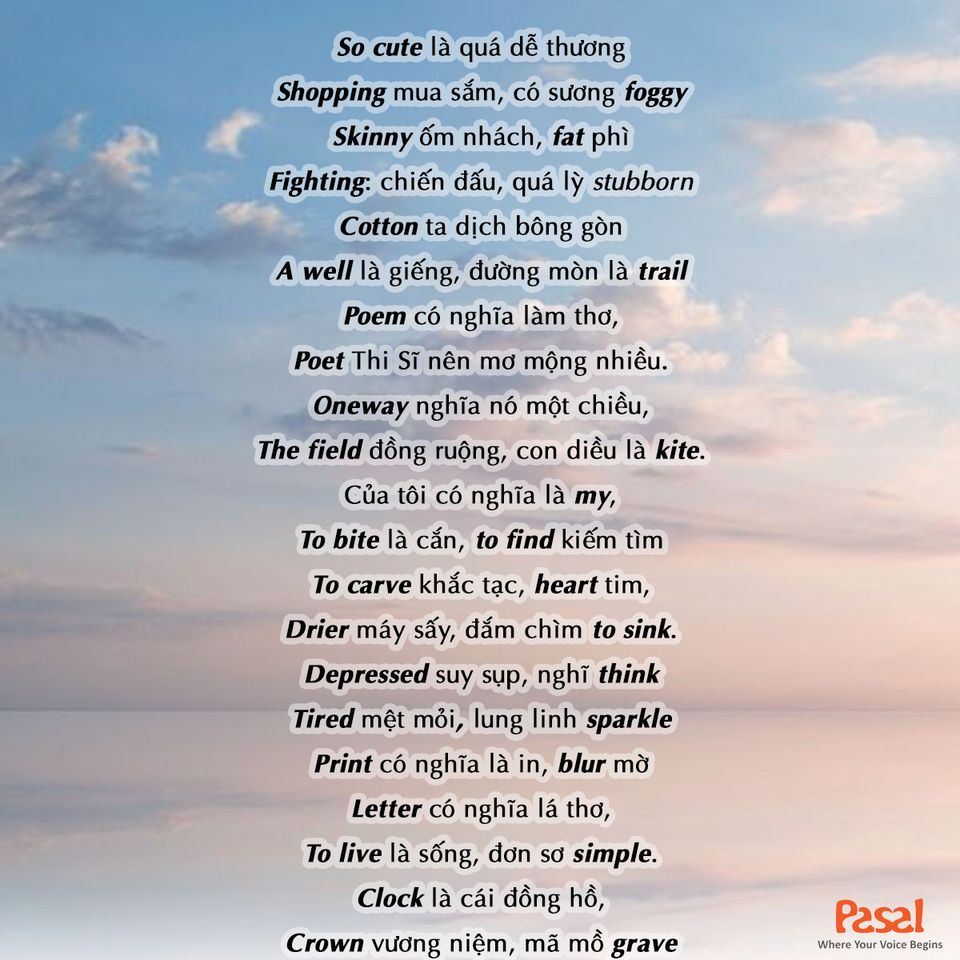 So cute là quá dễ thương
Shopping mua sắm, có sương foggy
Skinny ốm nhách, fat phì
Fighting: chiến đấu, quá lỳ stubborn
Cotton ta dịch bông gòn
A well là giếng, đường mòn là trail
Poem có nghĩa làm thơ,
Poet Thi Sĩ nên mơ mộng nhiều.
Oneway nghĩa nó một chiều,
The field đồng ruộng, con diều là kite.
Của tôi có nghĩa là my,
To bite là cắn, to find kiếm tìm
To carve khắc tạc, heart tim,
Drier máy sấy, đắm chìm to sink.
Depressed suy sụp, nghĩ think
Tired mệt mỏi, lung linh sparkle
Print có nghĩa là in, blur mờ
Letter có nghĩa lá thơ,
To live là sống, đơn sơ simple.
Clock là cái đồng hồ,
Crown vương niệm, mã mồ grave
Pasal
Where Your Voice Begins